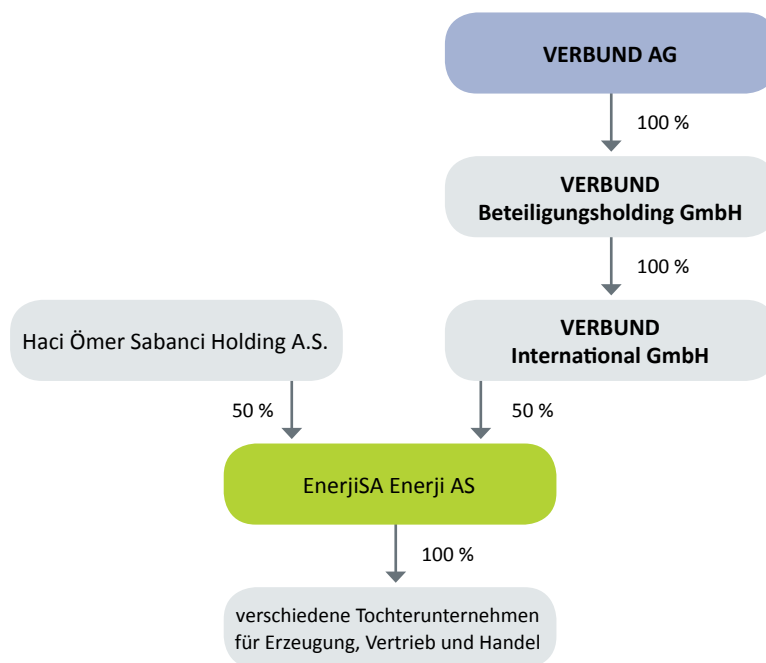 VERBUND AG
100 %
VERBUND
Beteiligungsholding GmbH
100 %
Haci Ömer Sabanci Holding A.S.
VERBUND
International GmbH
50 %
50 %
EnerjiSA Enerji AS
100 %
verschiedene Tochterunternehmen
für Erzeugung, Vertrieb und Handel